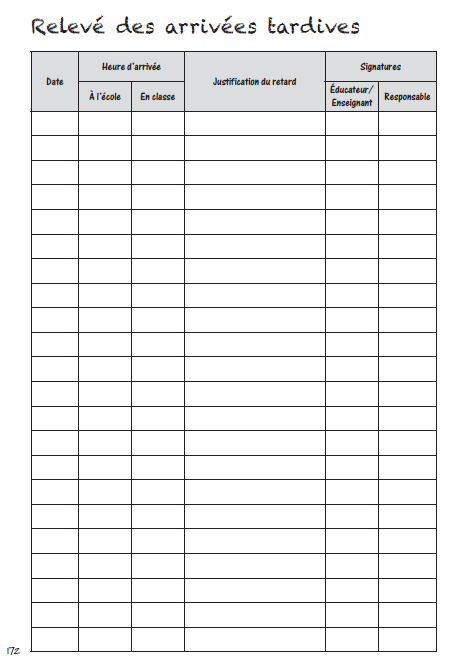 Relevé des arrivées tardives
Date
Heure d'arrivée
À l'école
En classe
Justification du retard
Signatures
Éducateur/
Enseignant
Responsable
172